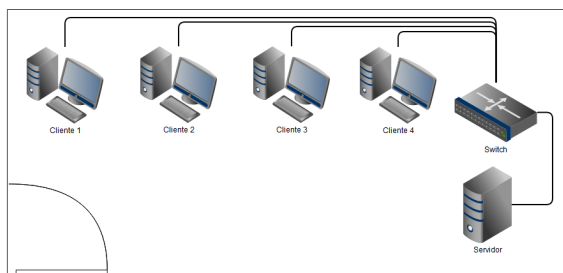 Cliente 1
Cliente 2
Cliente 3
Cliente 4
Switch
Servidor